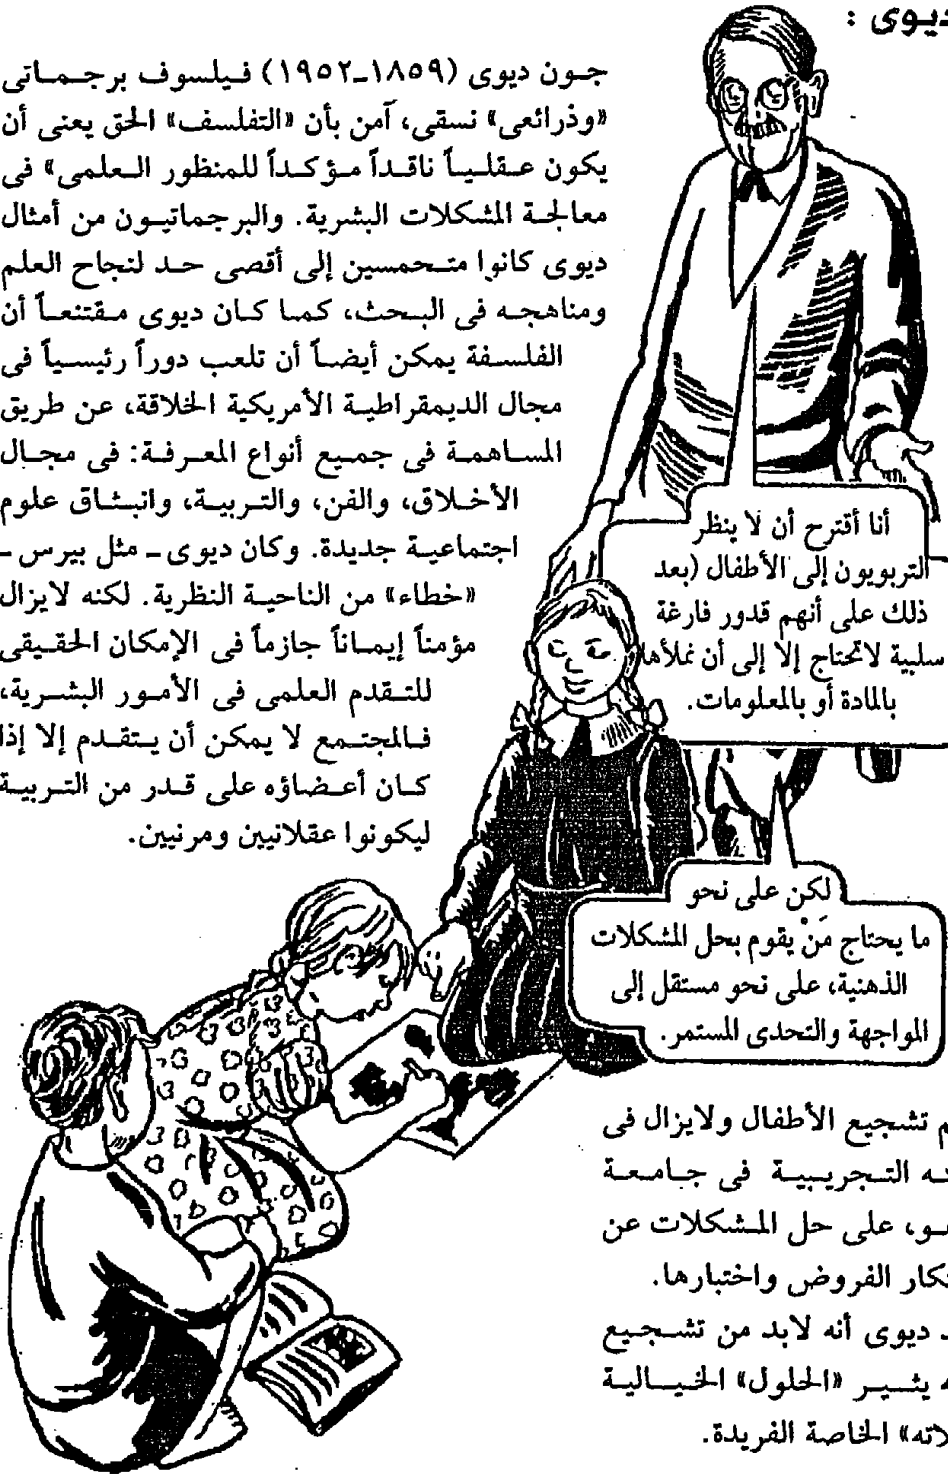 ديوى :
جون ديوى (١٨٥٩ـ١٩٥٢) فيلسوف برجماتى
«وذرائعى» نسقى، آمن بأن «التفلسف» الحق يعنى أن
يكون عقلياً ناقداً مؤكداً للمنظور العلمى» فى
معالجة المشكلات البشرية. والبرجماتيون من أمثال
ديوى كانوا متحمسين إلى أقصى حد لنجاح العلم
ومناهجه فى البحث، كما كان ديوى مقتنعاً أن
الفلسفة يمكن أيضاً أن تلعب دوراً رئيسياً فى
مجال الديمقراطية الأمريكية الخلاقة، عن طريق
المساهمة فى جميع أنواع المعرفة: فى مجال
الأخلاق، والفن، والتربية، وانبثاق علوم
اجتماعية جديدة. وكان ديوى ـ مثل بيرس ـ
«خطاء» من الناحية النظرية. لكنه لايزال
مؤمناً إيماناً جازماً فى الإمكان الحقيقى
للتقدم العلمى فى الأمور البشرية،
فالمجتمع لا يمكن أن يتقدم إلا إذا
كان أعضاؤه على قدر من التربية
ليكونوا عقلانيين ومرنيين.
أنا أقترح أن لا ينظر
التربويون إلى الأطفال (بعد
ذلك على أنهم قدور فارغة
سلبية لاتحتاج إلا إلى أن نملأها
بالمادة أو بالمعلومات.
لكن على نحو
ما يحتاج مَنْ يقوم بحل المشكلات
الذهنية، على نحو مستقل إلى
المواجهة والتحدى المستمر.
تشجيع الأطفال ولايزال فى
التجريبية فى جامعة
على حل المشكلات عن
الفروض واختبارها.
ديوى أنه لابد من تشجيع
يثير «الحلول» الخيالية
الخاصة الفريدة.